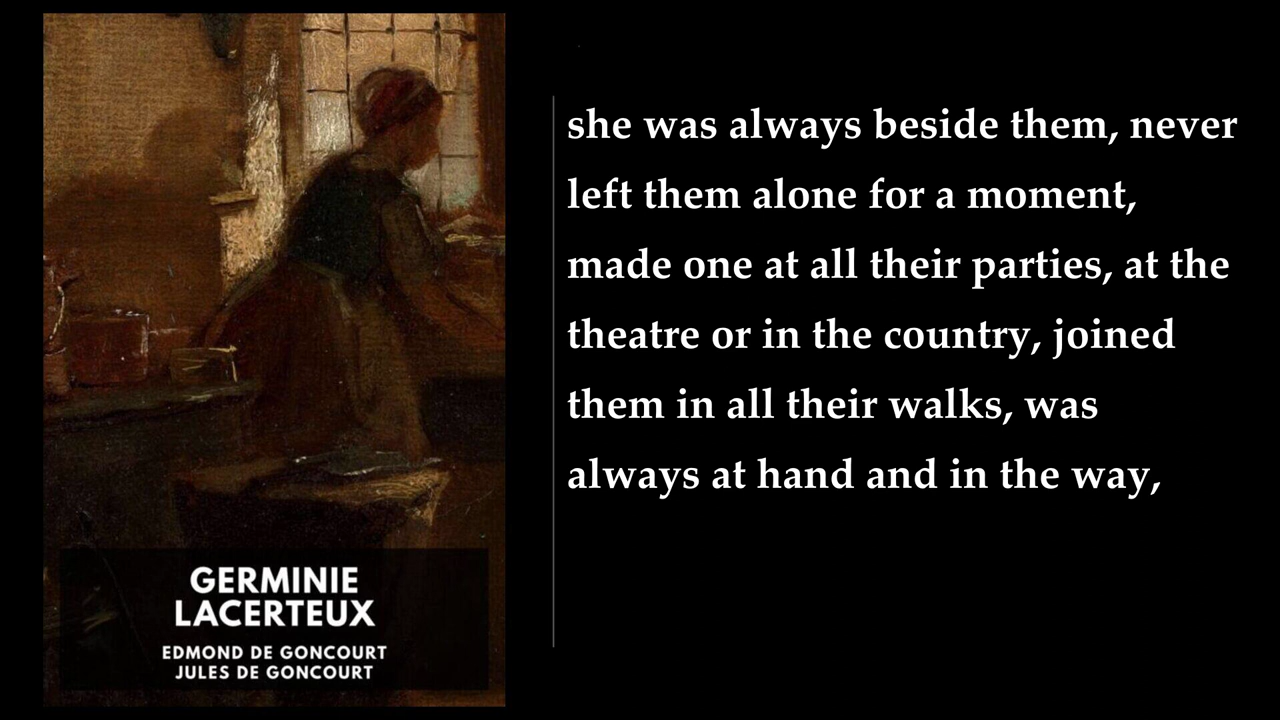 she was always beside them, never
left them alone for a moment,
made one at all their parties, at the
theatre or in the country, joined
them in all their walks, was
always at hand and in the way,
GERMINIE
LACERTEUX
EDMOND DE GONCOURT
JULES DE GONCOURT